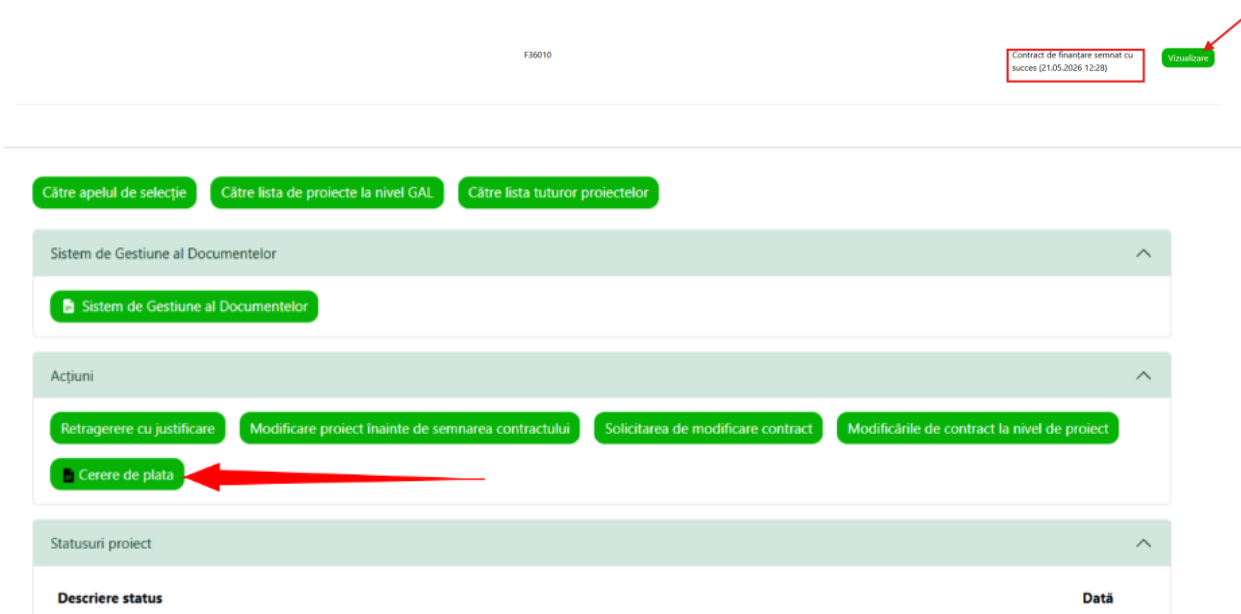 F36010
Contract de finanțare semnat cu
succes (21.05.2026 12:28)
Vizualizare
Către apelul de selecție
Către lista de proiecte la nivel GAL
Către lista tuturor proiectelor
Sistem de Gestiune al Documentelor
Sistem de Gestiune al Documentelor
Acțiuni
Retragerere cu justificare
Modificare proiect înainte de semnarea contractului
Solicitarea de modificare contract
Modificările de contract la nivel de proiect
Cerere de plata
Statusuri proiect
Descriere status
Dată